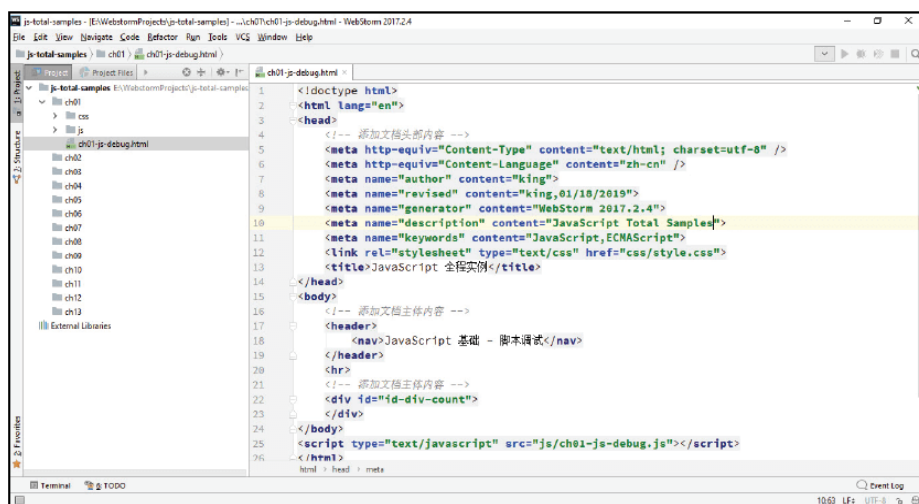 js-total-samples - [E:\WebstormProjects\js-total-samples] - ...\ch01\ch01-js-debug.html - WebStorm 2017.2.4
File Edit View Navigate Code Refactor Run Tools VCS Window Help
js-total-samples ch01 ch01-js-debug.html
Project Project Files
ch01-js-debug.html
1: Project
2: Structure
2: Favorites
js-total-samples E:\WebstormProjects\js-total-samples
ch01
css
js
ch01-js-debug.html
ch02
ch03
ch04
ch05
ch06
ch07
ch08
ch09
ch10
ch11
ch12
ch13
External Libraries
1 <!doctype html>
2 <html lang="en">
3 <head>
4 <!-- 添加文档头部内容 -->
5 <meta http-equiv="Content-Type" content="text/html; charset=utf-8" />
6 <meta http-equiv="Content-Language" content="zh-cn" />
7 <meta name="author" content="king">
8 <meta name="revised" content="king,01/18/2019">
9 <meta name="generator" content="WebStorm 2017.2.4">
10 <meta name="description" content="JavaScript Total Samples">
11 <meta name="keywords" content="JavaScript,ECMAScript">
12 <link rel="stylesheet" type="text/css" href="css/style.css">
13 <title>JavaScript 全程实例</title>
14 </head>
15 <body>
16 <!-- 添加文档主体内容 -->
17 <header>
18 <nav>JavaScript 基础 - 脚本调试</nav>
19 </header>
20 <hr>
21 <!-- 添加文档主体内容 -->
22 <div id="id-div-count">
23 </div>
24 </body>
25 <script type="text/javascript" src="js/ch01-js-debug.js"></script>
26 </html>
html head meta
Terminal 6: TODO Event Log
10:63 LF÷ UTF-8